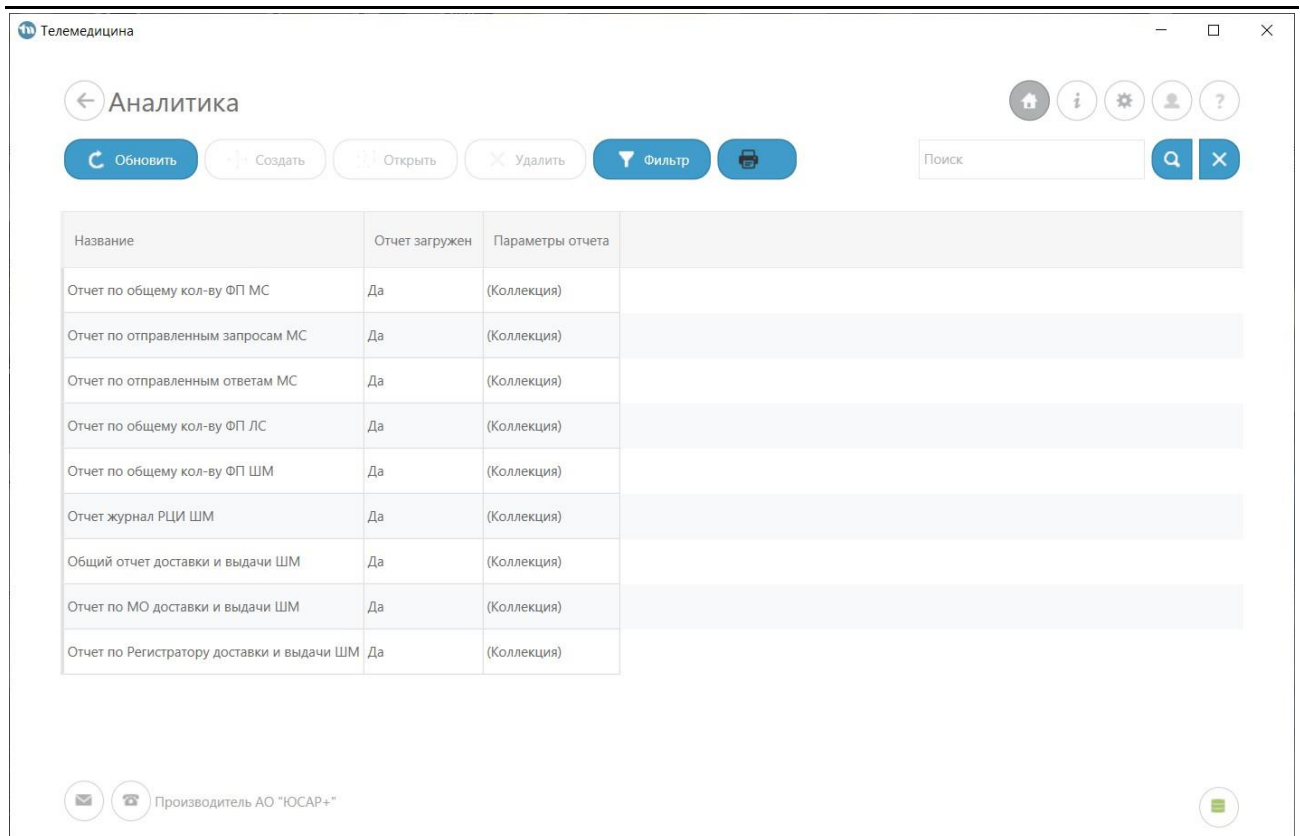 Телемедицина
Аналитика
Обновить Создать Открыть Удалить Фильтр Поиск
Название Отчет загружен Параметры отчета
Отчет по общему кол-ву ФП МС Да (Коллекция)
Отчет по отправленным запросам МС Да (Коллекция)
Отчет по отправленным ответам МС Да (Коллекция)
Отчет по общему кол-ву ФП ЛС Да (Коллекция)
Отчет по общему кол-ву ФП ШМ Да (Коллекция)
Отчет журнал РЦИ ШМ Да (Коллекция)
Общий отчет доставки и выдачи ШМ Да (Коллекция)
Отчет по МО доставки и выдачи ШМ Да (Коллекция)
Отчет по Регистратору доставки и выдачи ШМ Да (Коллекция)
Производитель АО "ЮСАР+"